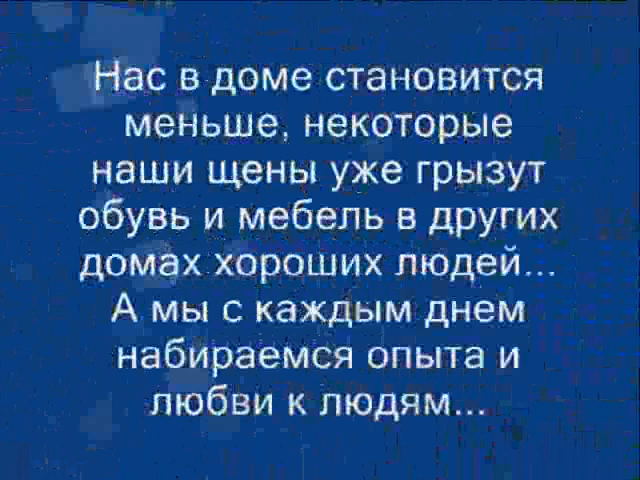 Нас в доме становится
меньше, некоторые
наши щены уже грызут
обувь и мебель в других
домах хороших людей...
А мы с каждым днем
набираемся опыта и
любви к людям...